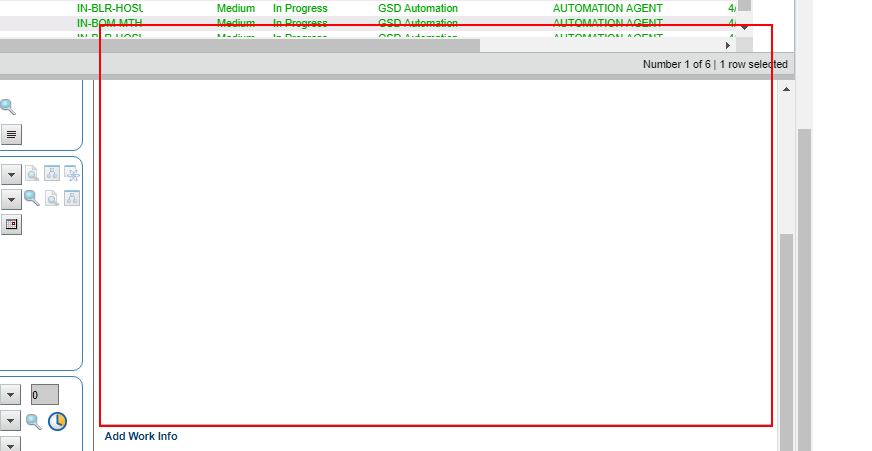 IN-BLR-HOSU Medium In Progress GSD Automation AUTOMATION AGENT 4/
IN-BOM-MTH Medium In Progress GSD Automation AUTOMATION AGENT 4/
IN-BLR-HOSU Medium In Progress GSD Automation AUTOMATION AGENT 4/
Number 1 of 6 | 1 row selected
0
Add Work Info